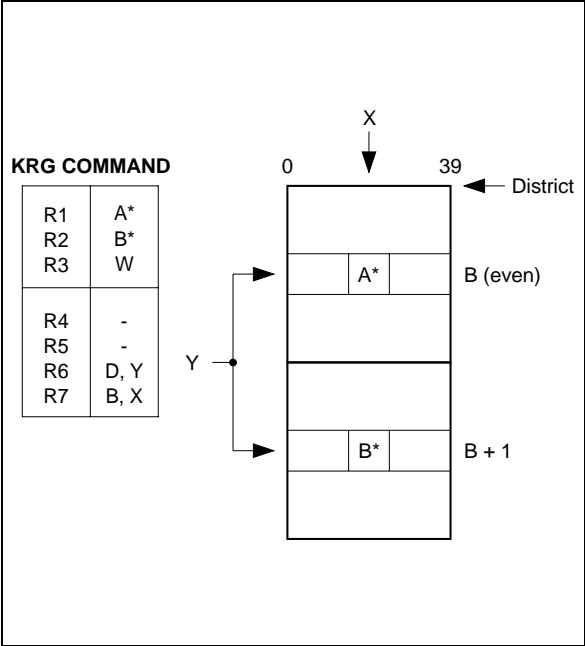 X
KRG COMMAND
0 39
District
R1 A*
R2 B*
R3 W
A* B (even)
R4 -
R5 -
R6 D, Y
R7 B, X
Y
B* B + 1